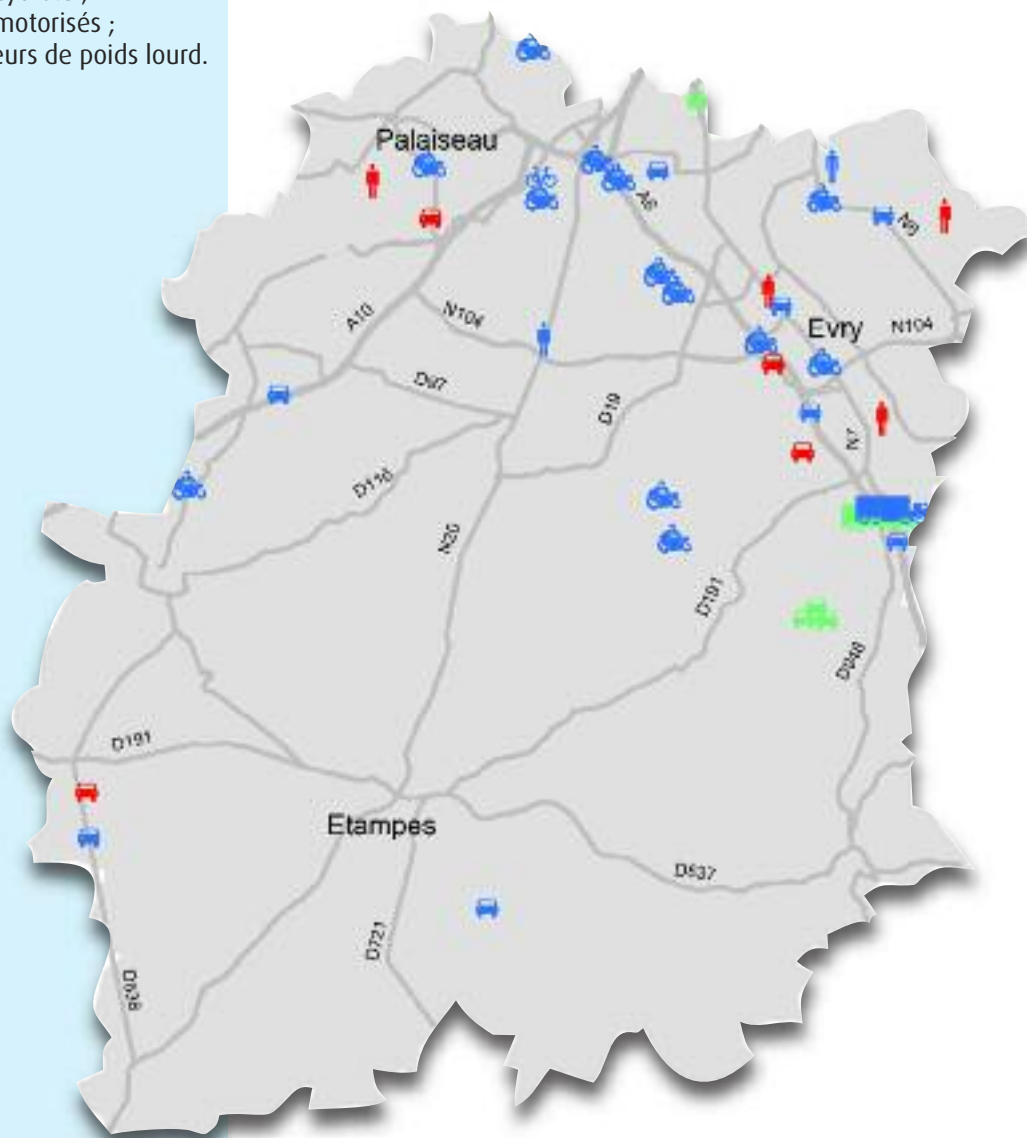 motorisés ;
eurs de poids lourd.
Palaiseau
A6
N6
A10
N104
Evry
N104
D97
D19
N7
D116
N20
D191
D948
D191
Etampes
D837
D721
D838